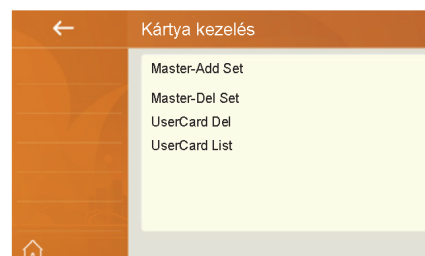 Kártya kezelés
Master-Add Set
Master-Del Set
UserCard Del
UserCard List